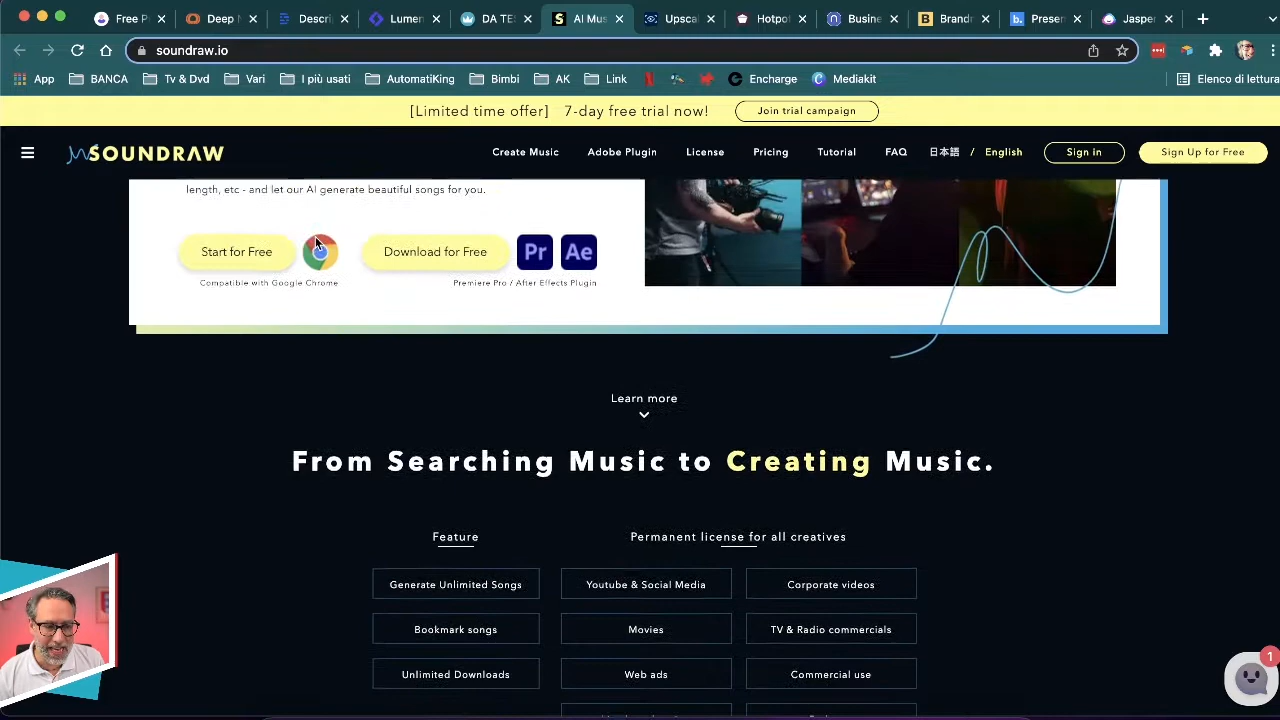 Free P
Deep M
Descri
Lumen
DA TES
AI Mus
Upscal
Hotpot
Busine
Brandm
Presen
Jasper
soundraw.io
App
BANCA
Tv & Dvd
Vari
I più usati
AutomatiKing
Bimbi
AK
Link
Encharge
Mediakit
Elenco di lettura
[Limited time offer] 7-day free trial now!
Join trial campaign
SOUNDRAW
Create Music
Adobe Plugin
License
Pricing
Tutorial
FAQ
日本語 / English
Sign in
Sign Up for Free
length, etc - and let our AI generate beautiful songs for you.
Start for Free
Download for Free
Pr
Ae
Compatible with Google Chrome
Premiere Pro / After Effects Plugin
Learn more
From Searching Music to Creating Music.
Feature
Permanent license for all creatives
Generate Unlimited Songs
Youtube & Social Media
Corporate videos
Bookmark songs
Movies
TV & Radio commercials
Unlimited Downloads
Web ads
Commercial use
1